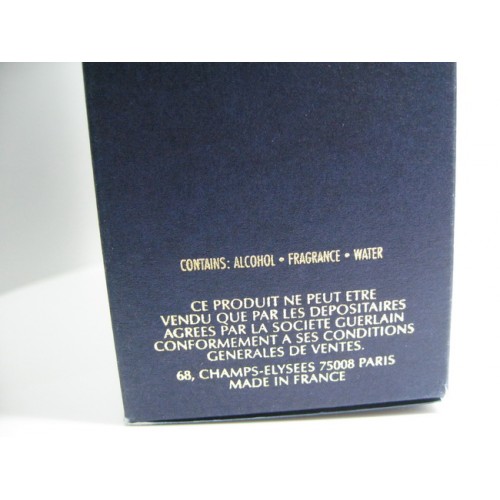 CONTAINS: ALCOHOL • FRAGRANCE • WATER
CE PRODUIT NE PEUT ETRE
VENDU QUE PAR LES DEPOSITAIRES
AGREES PAR LA SOCIETE GUERLAIN
CONFORMEMENT A SES CONDITIONS
GENERALES DE VENTES.
68, CHAMPS-ELYSEES 75008 PARIS
MADE IN FRANCE